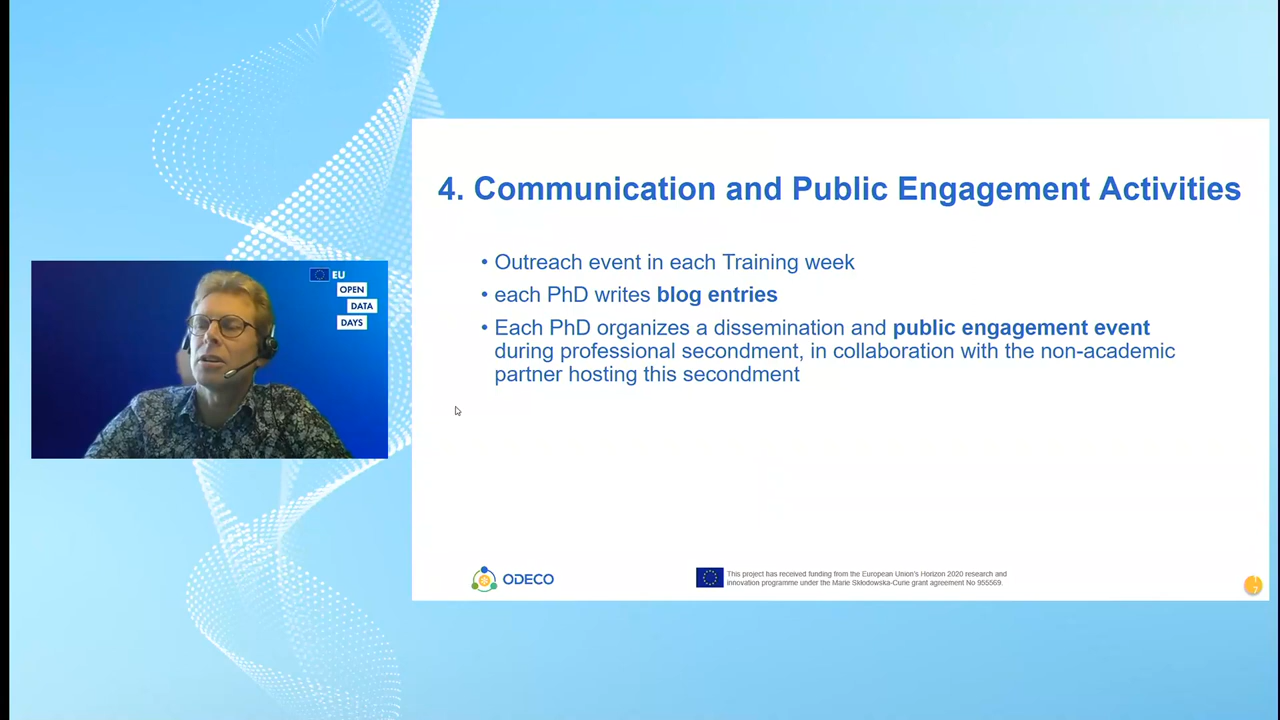 4. Communication and Public Engagement Activities
• Outreach event in each Training week
• each PhD writes blog entries
• Each PhD organizes a dissemination and public engagement event
during professional secondment, in collaboration with the non-academic
partner hosting this secondment
EU
OPEN
DATA
DAYS
ODECO
This project has received funding from the European Union's Horizon 2020 research and
innovation programme under the Marie Skłodowska-Curie grant agreement No 955569.